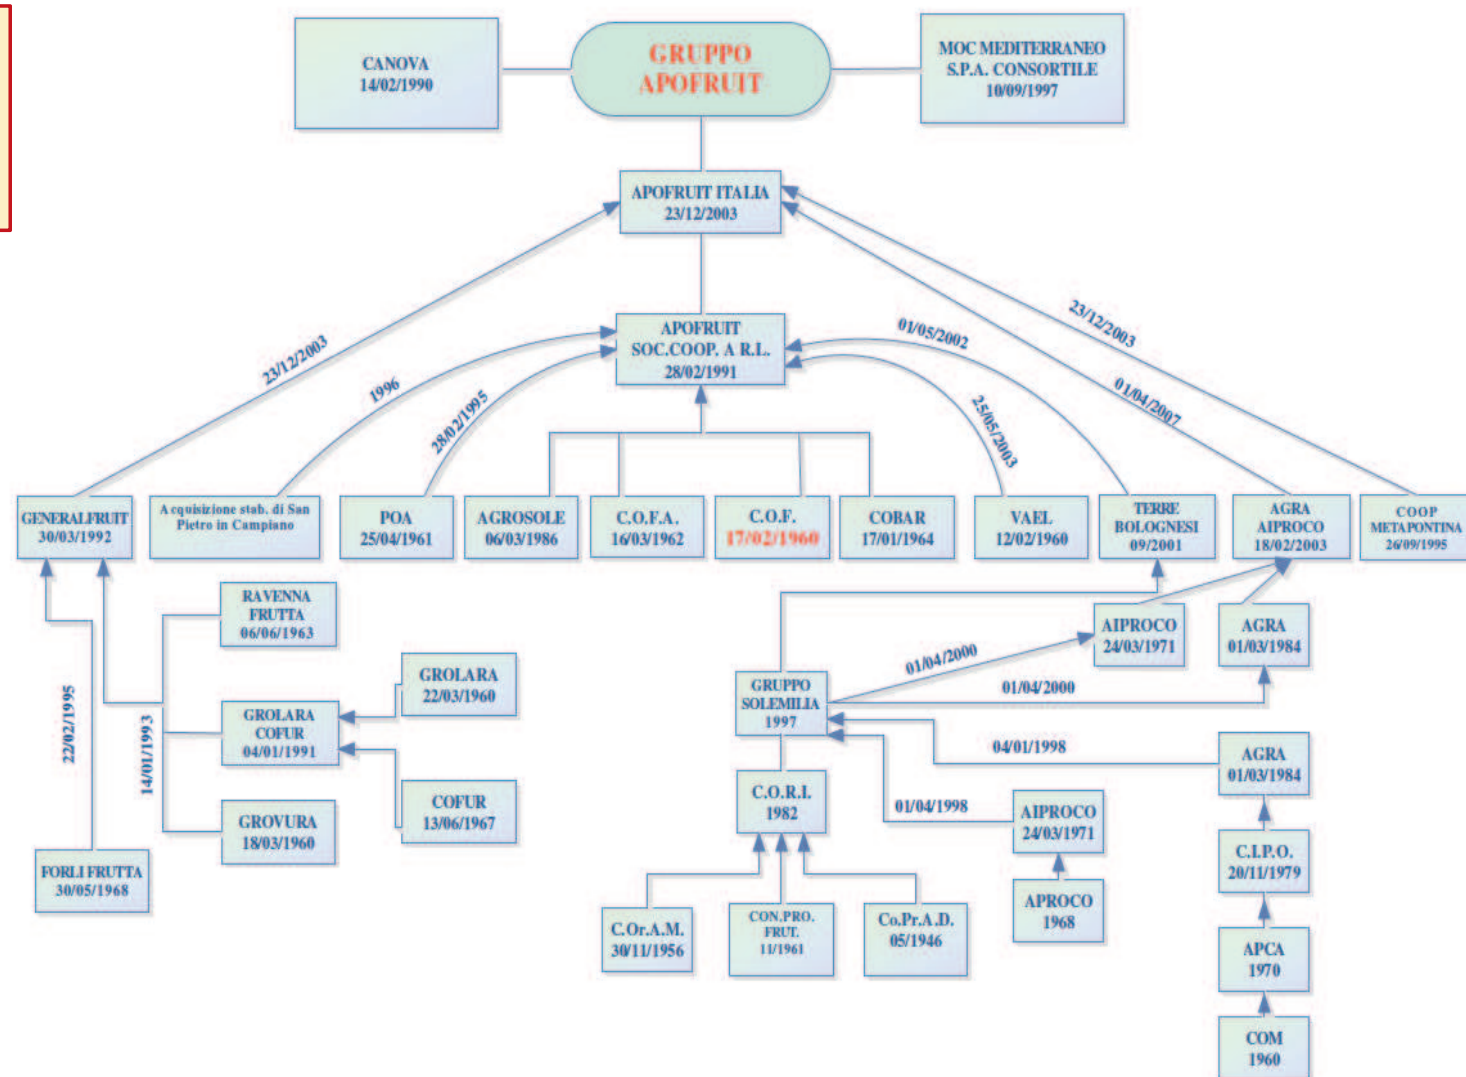 CANOVA
14/02/1990
GRUPPO
APOFRUIT
MOC MEDITERRANEO
S.P.A. CONSORTILE
10/09/1997
APOFRUIT ITALIA
23/12/2003
APOFRUIT
SOC.COOP. A R.L.
28/02/1991
23/12/2003
1996
28/02/1995
01/05/2002
25/05/2003
01/04/2007
23/12/2003
GENERALFRUIT
30/03/1992
Acquisizione stab. di San
Pietro in Campiano
POA
25/04/1961
AGROSOLE
06/03/1986
C.O.F.A.
16/03/1962
C.O.F.
17/02/1960
COBAR
17/01/1964
VAEL
12/02/1960
TERRE
BOLOGNESI
09/2001
AGRA
AIPROCO
18/02/2003
COOP
METAPONTINA
26/09/1995
RAVENNA
FRUTTA
06/06/1963
AIPROCO
24/03/1971
AGRA
01/03/1984
GROLARA
22/03/1960
01/04/2000
01/04/2000
GRUPPO
SOLEMILIA
1997
22/02/1995
14/01/1993
GROLARA
COFUR
04/01/1991
04/01/1998
AGRA
01/03/1984
COFUR
13/06/1967
C.O.R.I.
1982
01/04/1998
AIPROCO
24/03/1971
GROVURA
18/03/1960
C.I.P.O.
20/11/1979
FORLI FRUTTA
30/05/1968
C.Or.A.M.
30/11/1956
CON.PRO.
FRUT.
11/1961
Co.Pr.A.D.
05/1946
APROCO
1968
APCA
1970
COM
1960